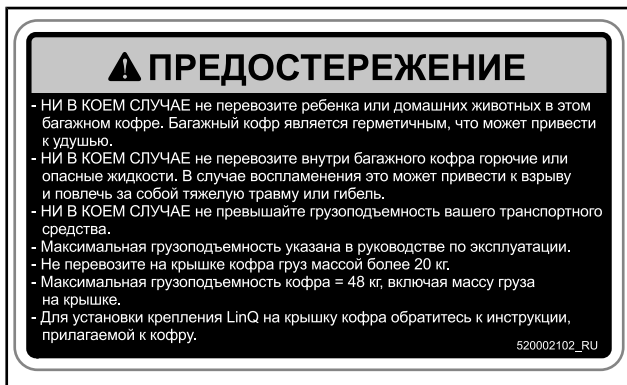 ПРЕДОСТЕРЕЖЕНИЕ
- НИ В КОЕМ СЛУЧАЕ не перевозите ребенка или домашних животных в этом
багажном кофре. Багажный кофр является герметичным, что может привести
к удушью.
- НИ В КОЕМ СЛУЧАЕ не перевозите внутри багажного кофра горючие или
опасные жидкости. В случае воспламенения это может привести к взрыву
и повлечь за собой тяжелую травму или гибель.
- НИ В КОЕМ СЛУЧАЕ не превышайте грузоподъемность вашего транспортного
средства.
- Максимальная грузоподъемность указана в руководстве по эксплуатации.
- Не перевозите на крышке кофра груз массой более 20 кг.
- Максимальная грузоподъемность кофра = 48 кг, включая массу груза
на крышке.
- Для установки крепления LinQ на крышку кофра обратитесь к инструкции,
прилагаемой к кофру.
520002102_RU